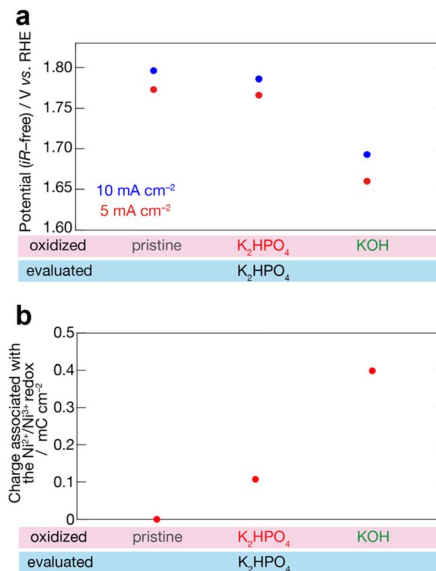 a
Potential (iR–free) / V vs. RHE
1.80
1.75
1.70
1.65
1.60
10 mA cm⁻²
5 mA cm⁻²
oxidized pristine K₂HPO₄ KOH
evaluated K₂HPO₄
b
Charge associated with
the Ni²⁺/Ni³⁺ redox
/ mC cm⁻²
0.5
0.4
0.3
0.2
0.1
0
oxidized pristine K₂HPO₄ KOH
evaluated K₂HPO₄